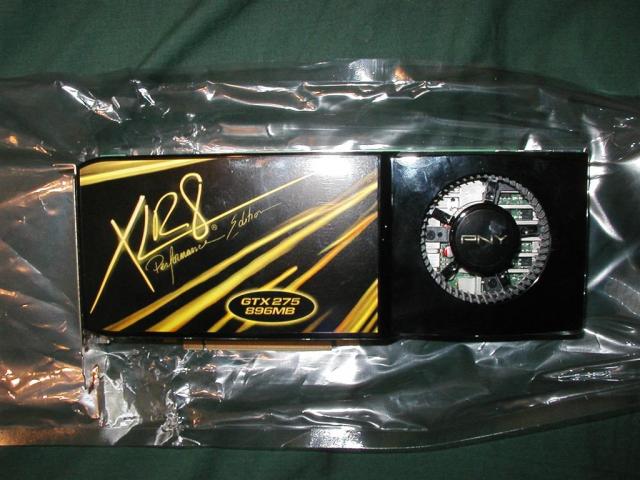 XLR8®
Performance Edition
GTX 275
896MB
PNY